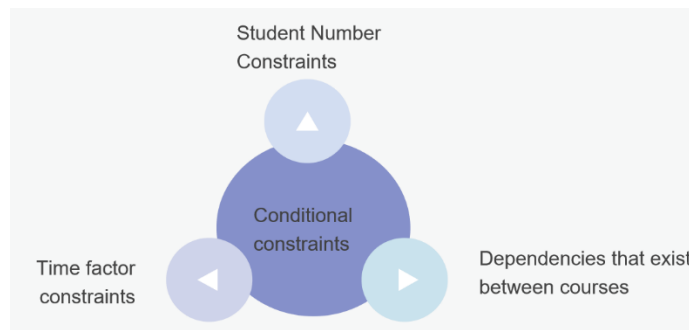 Student Number
Constraints
Conditional
constraints
Time factor
constraints
Dependencies that exist
between courses